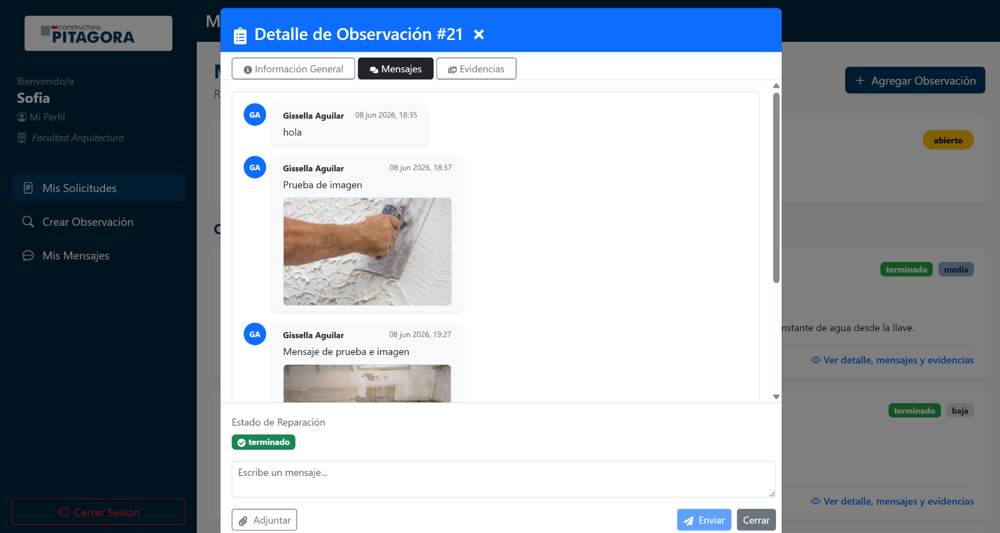 constructora
PITAGORA
Bienvenido/a
Sofia
Mi Perfil
Facultad Arquitectura
Mis Solicitudes
Crear Observación
Mis Mensajes
Cerrar Sesión
Detalle de Observación #21
Información General
Mensajes
Evidencias
GA
Gissella Aguilar 08 jun 2026, 18:35
hola
GA
Gissella Aguilar 08 jun 2026, 18:37
Prueba de imagen
GA
Gissella Aguilar 08 jun 2026, 19:27
Mensaje de prueba e imagen
Estado de Reparación
terminado
Escribe un mensaje...
Adjuntar
Enviar
Cerrar
Agregar Observación
abierto
terminado media
de agua desde la llave.
Ver detalle, mensajes y evidencias
terminado baja
Ver detalle, mensajes y evidencias